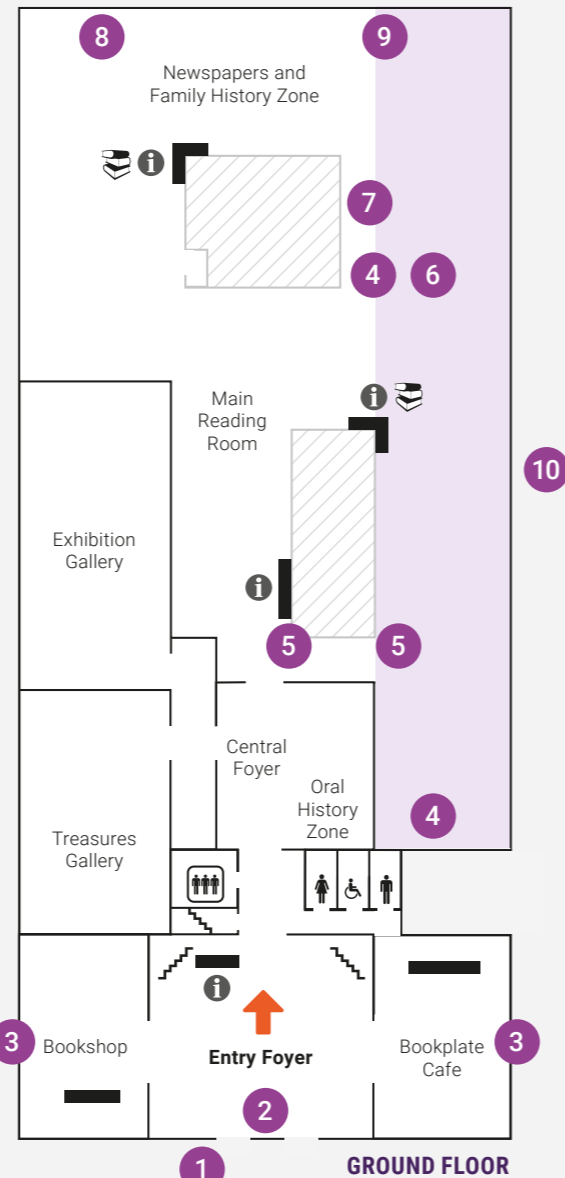 8
9
Newspapers and
Family History Zone
i
7
4
6
i
Main
Reading
Room
10
Exhibition
Gallery
i
5
5
Central
Foyer
Oral
History
Zone
4
Treasures
Gallery
i
3
Bookshop
Entry Foyer
Bookplate
Cafe
3
2
1
GROUND FLOOR